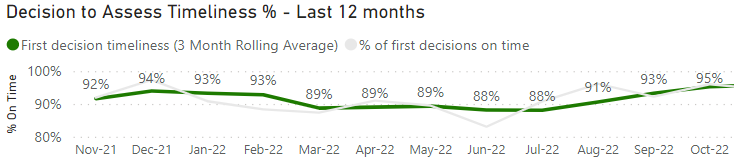 Decision to Assess Timeliness % - Last 12 months
First decision timeliness (3 Month Rolling Average) % of first decisions on time
% On Time
100%
90%
80%
92% 94% 93% 93% 89% 89% 89% 88% 88% 91% 93% 95%
Nov-21 Dec-21 Jan-22 Feb-22 Mar-22 Apr-22 May-22 Jun-22 Jul-22 Aug-22 Sep-22 Oct-22